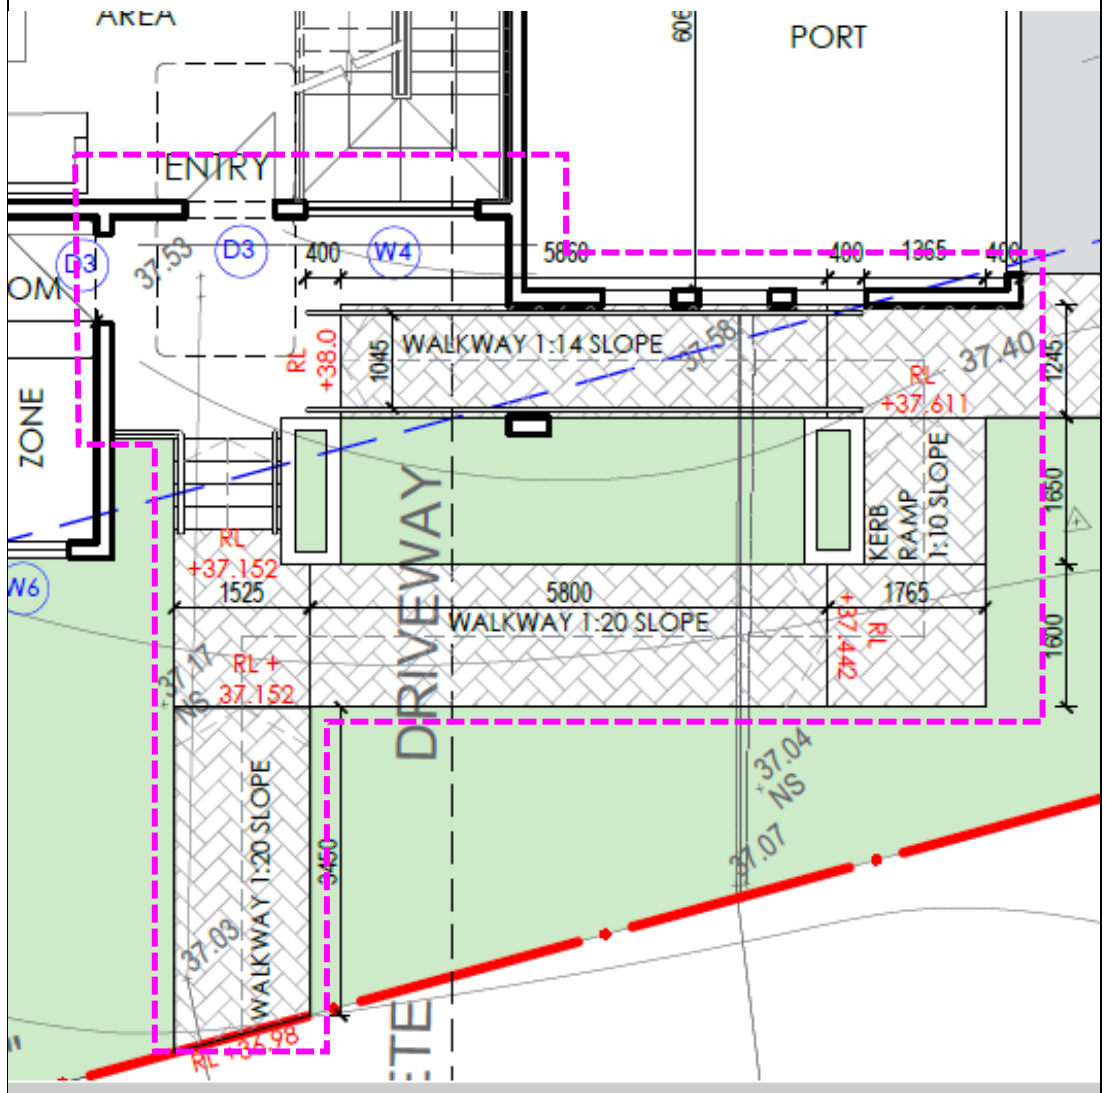 AREA
606
PORT
ENTRY
D3
37.53
D3
400
W4
5860
400
1365
400
OM
RL
+38.0
1045
WALKWAY 1:14 SLOPE
37.58
37.40
RL
+37.611
1245
ZONE
DRIVEWAY
KERB
RAMP
1:10 SLOPE
1650
RL
+37.152
W6
1525
5800
1765
WALKWAY 1:20 SLOPE
RL
+37.442
1600
37.17
NS
RL +
37.152
37.04
NS
WALKWAY 1:20 SLOPE
3450
37.07
37.03
RL +36.98
ETE